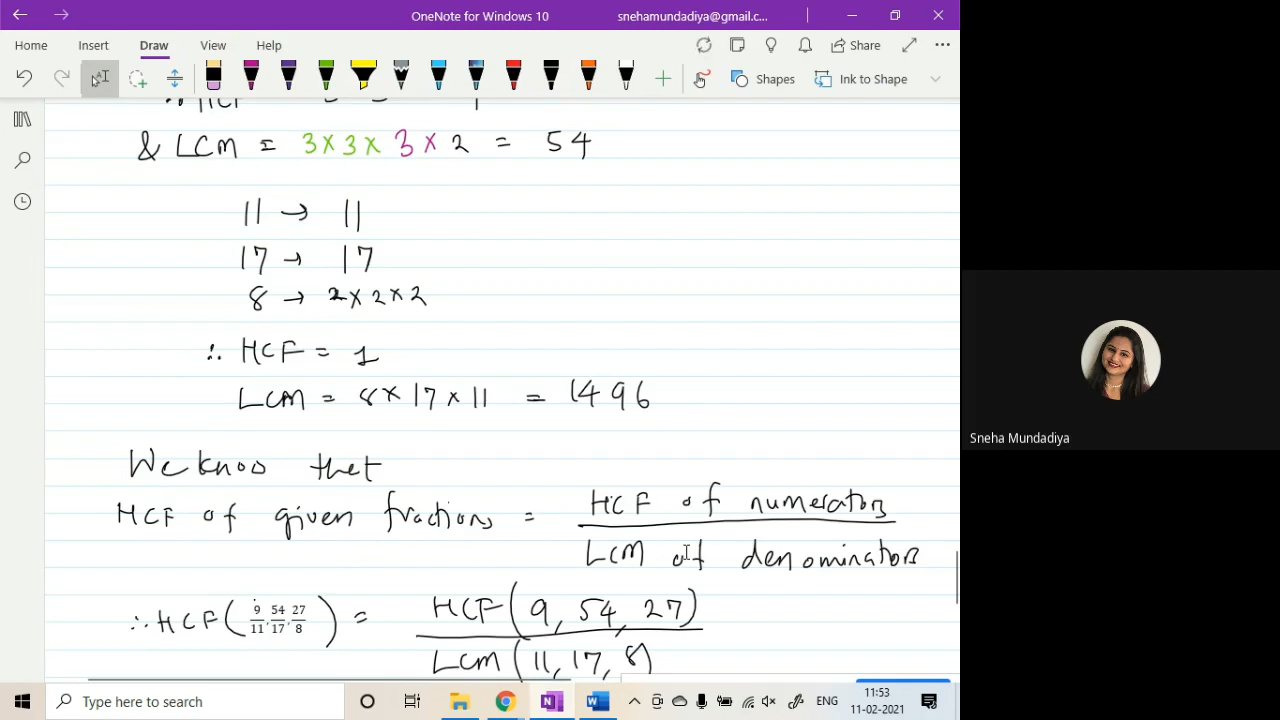 OneNote for Windows 10
snehamundadiya@gmail.c...
Home Insert Draw View Help
Share
Shapes
Ink to Shape
∴ HCF
& LCM = 3 × 3 × 3 × 2 = 54
11 → 11
17 → 17
8 → 2 × 2 × 2
∴ HCF = 1
LCM = 8 × 17 × 11 = 1496
We know that
HCF of given fractions = HCF of numerators
LCM of denominators
∴ HCF (9/11, 54/17, 27/8) = HCF (9, 54, 27)
LCM (11, 17, 8)
Sneha Mundadiya
Type here to search
ENG
11:53
11-02-2021